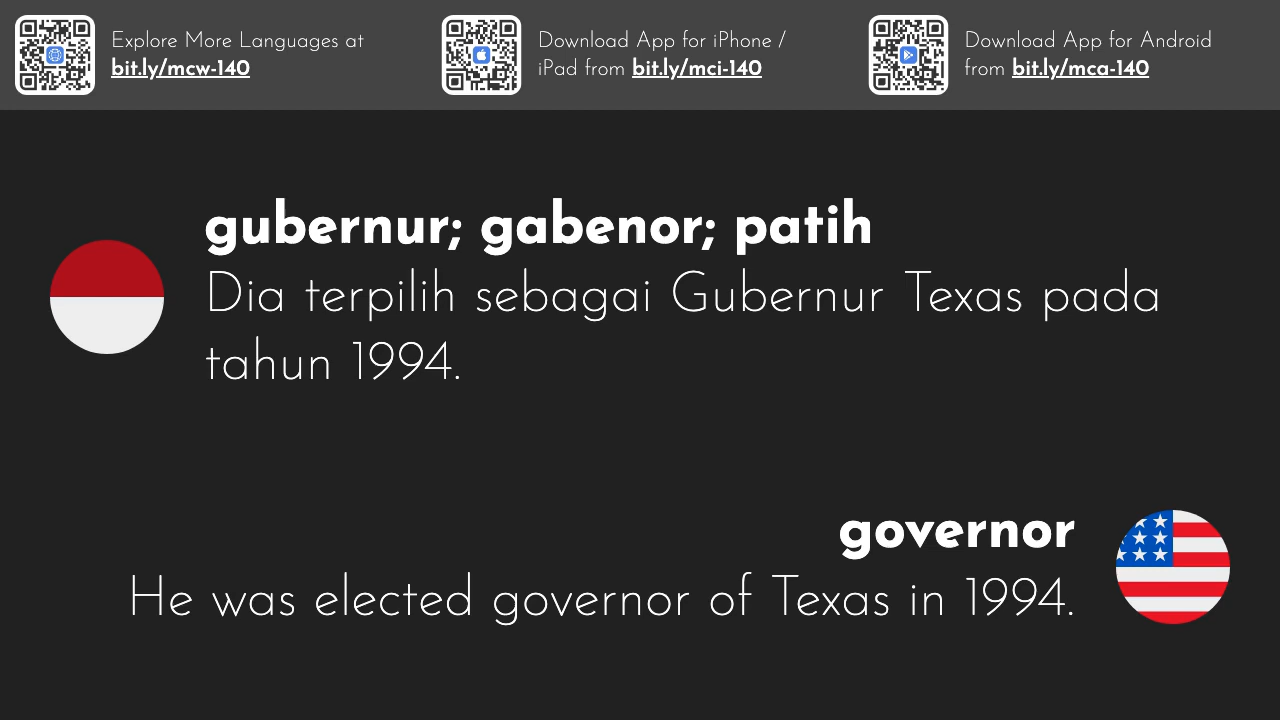 Explore More Languages at
bit.ly/mcw-140
Download App for iPhone /
iPad from bit.ly/mci-140
Download App for Android
from bit.ly/mca-140
gubernur; gabenor; patih
Dia terpilih sebagai Gubernur Texas pada
tahun 1994.
governor
He was elected governor of Texas in 1994.